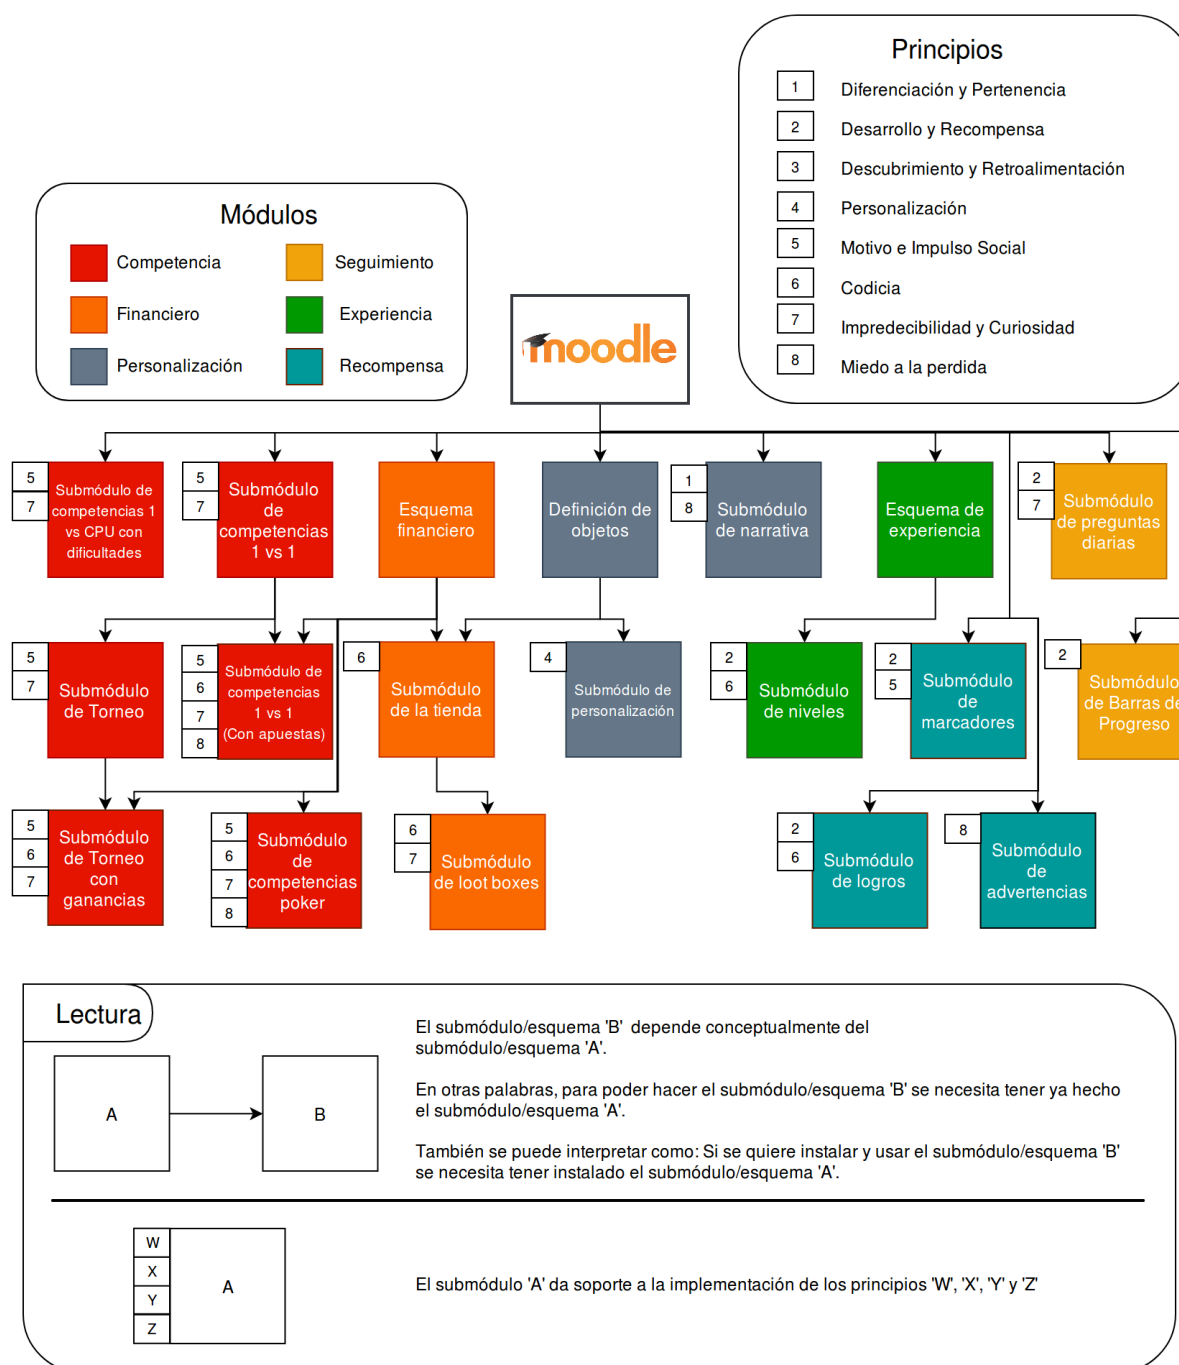 Principios
1 Diferenciación y Pertenencia
2 Desarrollo y Recompensa
3 Descubrimiento y Retroalimentación
4 Personalización
5 Motivo e Impulso Social
6 Codicia
7 Impredecibilidad y Curiosidad
8 Miedo a la perdida
Módulos
Competencia
Seguimiento
Financiero
Experiencia
Personalización
Recompensa
moodle
5
7
Submódulo de
competencias 1
vs CPU con
dificultades
5
7
Submódulo
de
competencias
1 vs 1
Esquema
financiero
Definición de
objetos
1
8
Submódulo
de narrativa
Esquema de
experiencia
2
7
Submódulo
de preguntas
diarias
5
7
Submódulo
de Torneo
5
6
7
8
Submódulo de
competencias
1 vs 1
(Con apuestas)
6
Submódulo
de la tienda
4
Submódulo de
personalización
2
6
Submódulo
de niveles
2
5
Submódulo
de
marcadores
2
Submódulo
de Barras de
Progreso
5
6
7
Submódulo
de Torneo
con
ganancias
5
6
7
8
Submódulo
de
competencias
poker
6
7
Submódulo
de loot boxes
2
6
Submódulo
de logros
8
Submódulo
de
advertencias
Lectura
A
B
El submódulo/esquema 'B' depende conceptualmente del
submódulo/esquema 'A'.
En otras palabras, para poder hacer el submódulo/esquema 'B' se necesita tener ya hecho
el submódulo/esquema 'A'.
También se puede interpretar como: Si se quiere instalar y usar el submódulo/esquema 'B'
se necesita tener instalado el submódulo/esquema 'A'.
W
X
Y
Z
A
El submódulo 'A' da soporte a la implementación de los principios 'W', 'X', 'Y' y 'Z'